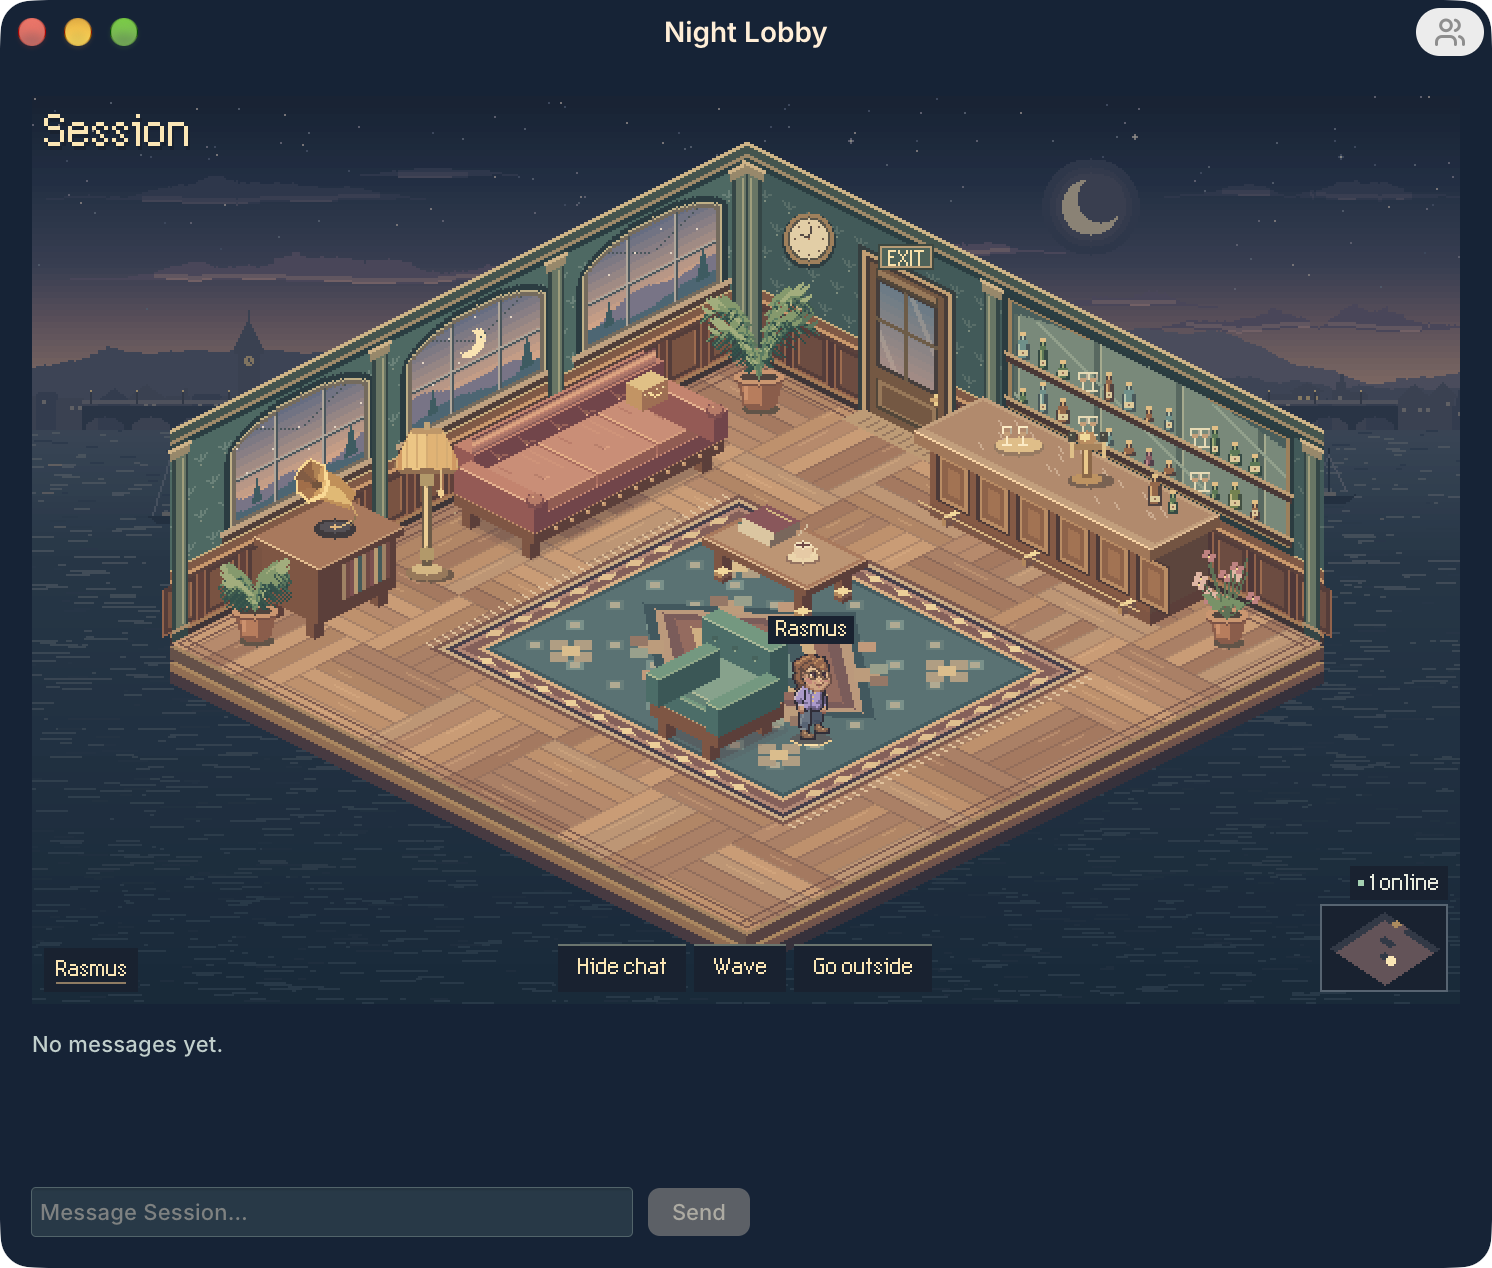 Night Lobby
Session
EXIT
Rasmus
1 online
Rasmus
Hide chat
Wave
Go outside
No messages yet.
Message Session...
Send